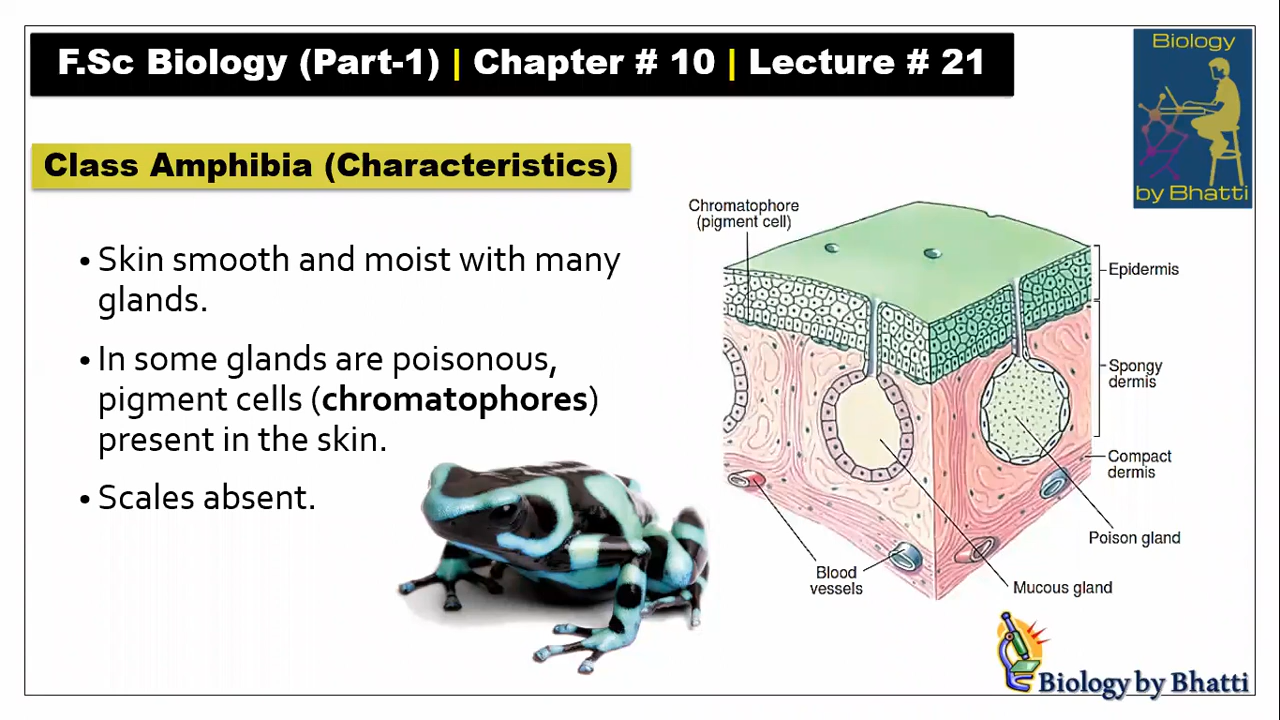 F.Sc Biology (Part-1) | Chapter # 10 | Lecture # 21
Biology
by Bhatti
Class Amphibia (Characteristics)
• Skin smooth and moist with many
glands.
• In some glands are poisonous,
pigment cells (chromatophores)
present in the skin.
• Scales absent.
Chromatophore
(pigment cell)
Epidermis
Spongy
dermis
Compact
dermis
Poison gland
Blood
vessels
Mucous gland
Biology by Bhatti